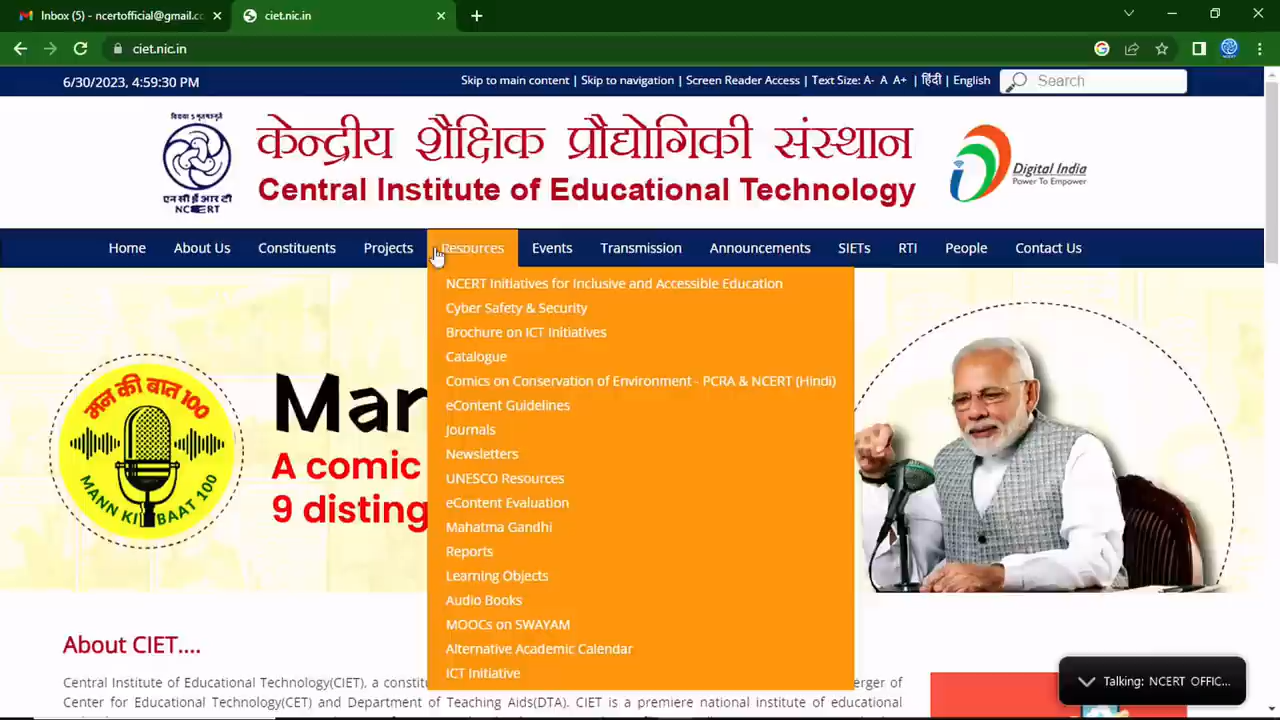 Inbox (5) - ncertofficial@gmail.cc
ciet.nic.in
ciet.nic.in
6/30/2023, 4:59:30 PM
Skip to main content | Skip to navigation | Screen Reader Access | Text Size: A- A A+ | हिंदी | English
Search
विद्यया ऽ मृतमश्नुते
एन सी ई आर टी
NCERT
केन्द्रीय शैक्षिक प्रौद्योगिकी संस्थान
Central Institute of Educational Technology
Digital India
Power To Empower
Home About Us Constituents Projects Resources Events Transmission Announcements SIETs RTI People Contact Us
NCERT Initiatives for Inclusive and Accessible Education
Cyber Safety & Security
Brochure on ICT Initiatives
Catalogue
Comics on Conservation of Environment - PCRA & NCERT (Hindi)
eContent Guidelines
Journals
Newsletters
UNESCO Resources
eContent Evaluation
Mahatma Gandhi
Reports
Learning Objects
Audio Books
MOOCs on SWAYAM
Alternative Academic Calendar
ICT Initiative
मन की बात 100
MANN KI BAAT 100
Man
A comic
9 disting
About CIET....
Central Institute of Educational Technology(CIET), a constit erger of
Center for Educational Technology(CET) and Department of Teaching Aids(DTA). CIET is a premiere national institute of educational
Talking: NCERT OFFIC...